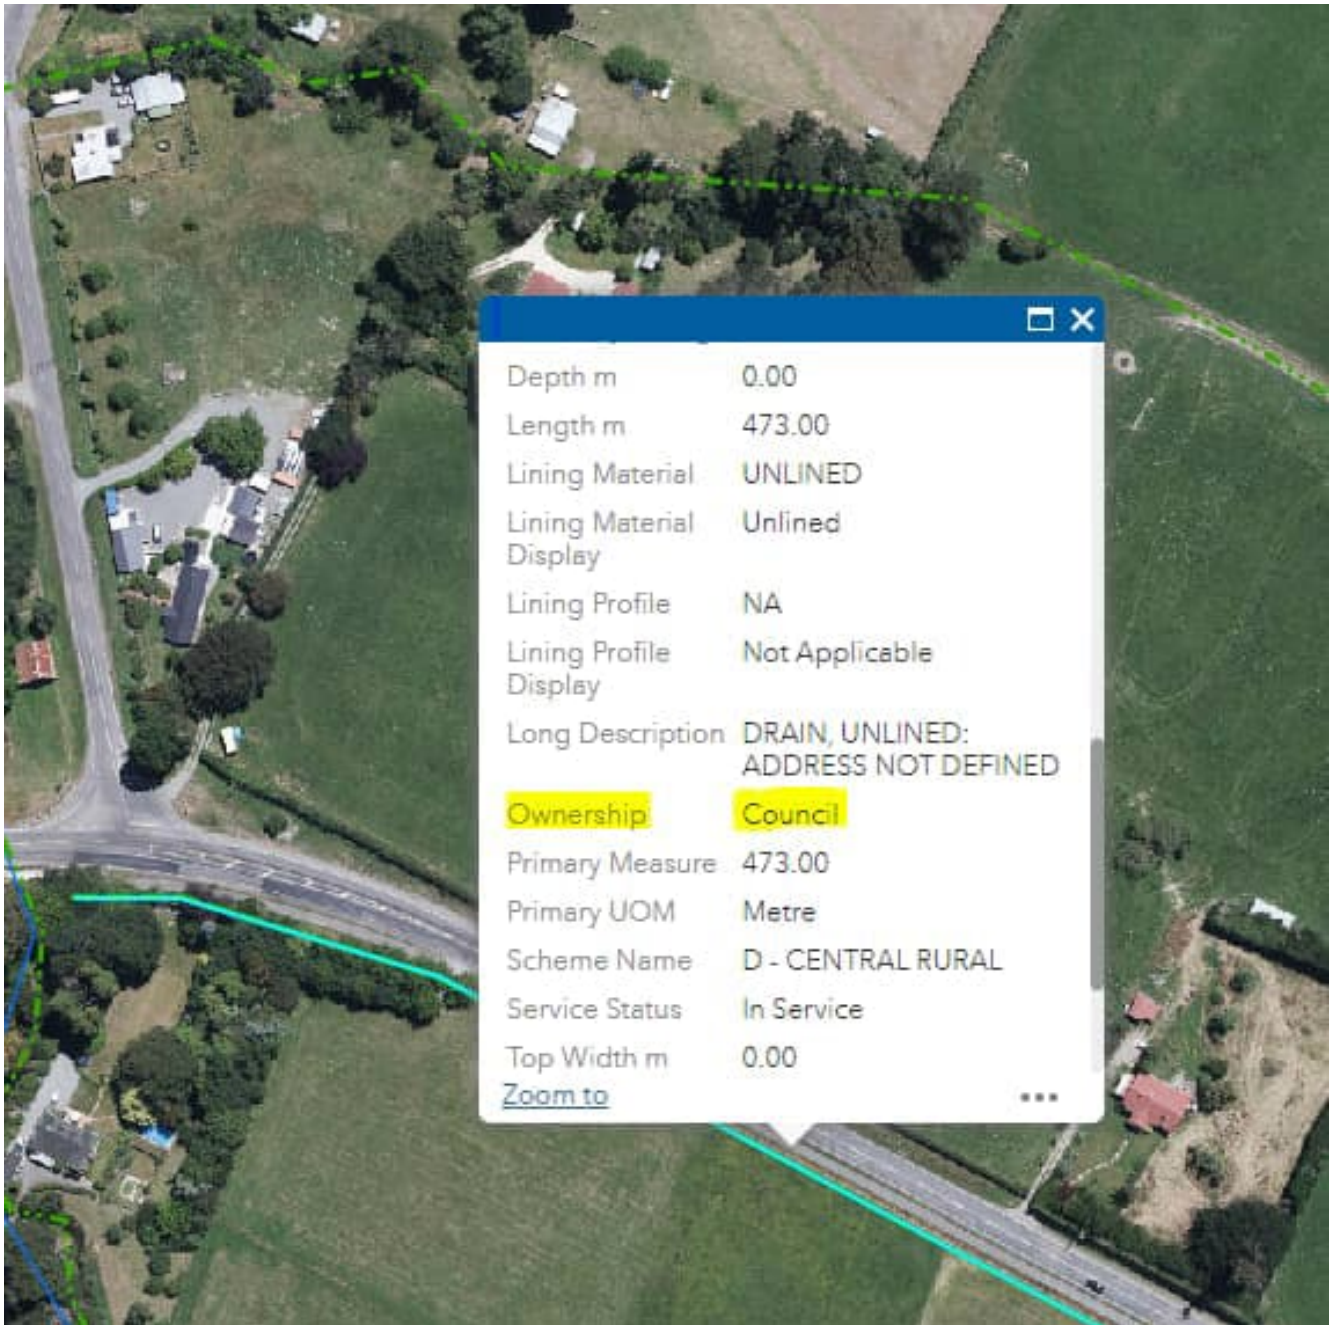 Depth m 0.00
Length m 473.00
Lining Material UNLINED
Lining Material Unlined
Display
Lining Profile NA
Lining Profile Not Applicable
Display
Long Description DRAIN, UNLINED:
ADDRESS NOT DEFINED
Ownership Council
Primary Measure 473.00
Primary UOM Metre
Scheme Name D - CENTRAL RURAL
Service Status In Service
Top Width m 0.00
Zoom to